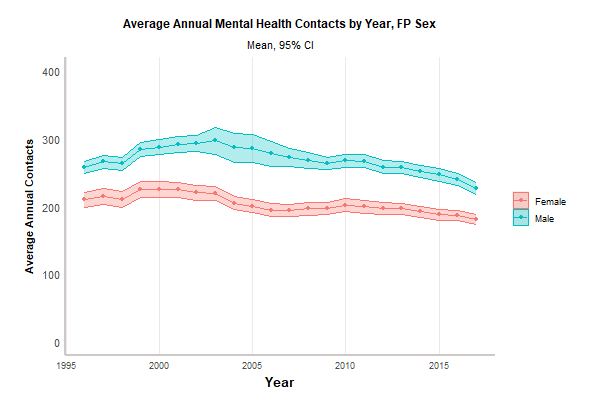 Average Annual Mental Health Contacts by Year, FP Sex
Mean, 95% CI
400
300
200
100
0
Average Annual Contacts
1995 2000 2005 2010 2015
Year
Female
Male